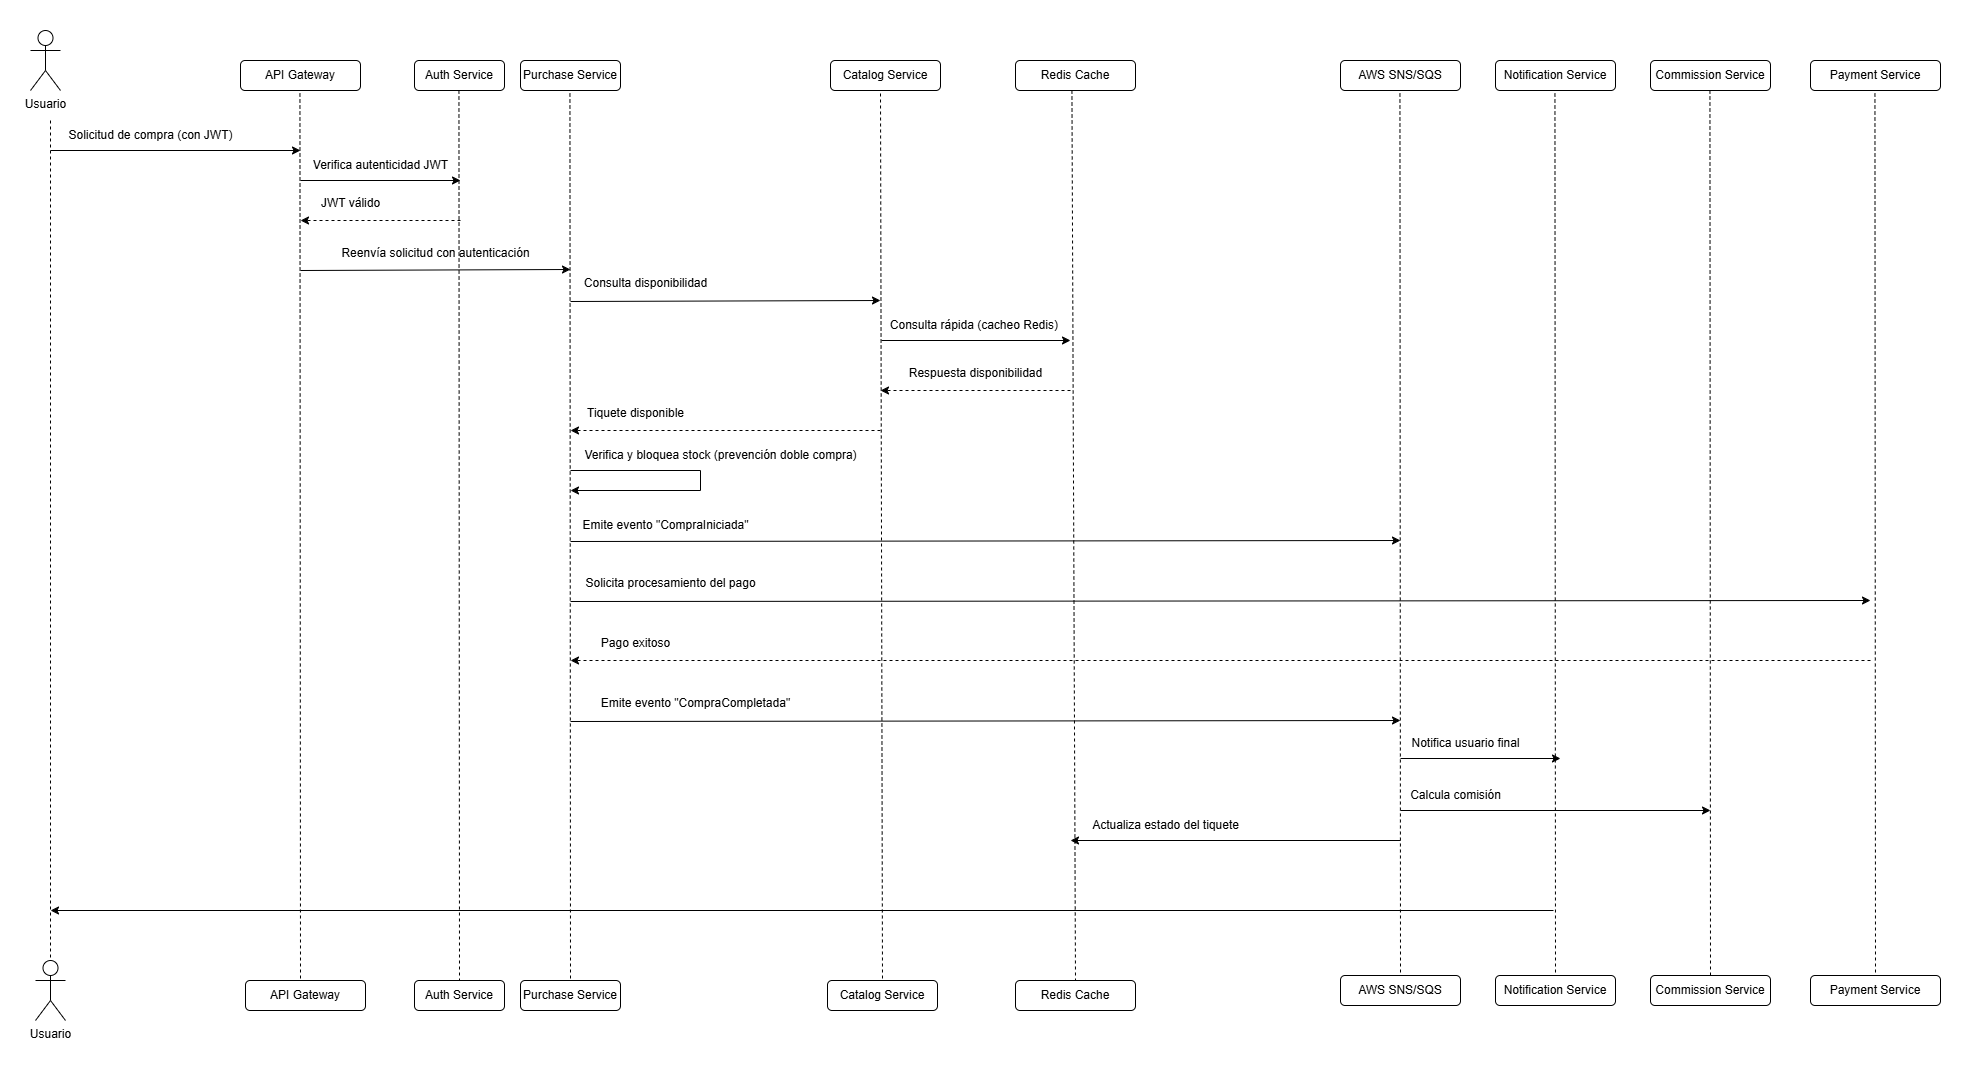 Usuario
API Gateway
Auth Service
Purchase Service
Catalog Service
Redis Cache
AWS SNS/SQS
Notification Service
Commission Service
Payment Service
Solicitud de compra (con JWT)
Verifica autenticidad JWT
JWT válido
Reenvía solicitud con autenticación
Consulta disponibilidad
Consulta rápida (cacheo Redis)
Respuesta disponibilidad
Tiquete disponible
Verifica y bloquea stock (prevención doble compra)
Emite evento "CompraIniciada"
Solicita procesamiento del pago
Pago exitoso
Emite evento "CompraCompletada"
Notifica usuario final
Calcula comisión
Actualiza estado del tiquete
API Gateway
Auth Service
Purchase Service
Catalog Service
Redis Cache
AWS SNS/SQS
Notification Service
Commission Service
Payment Service
Usuario